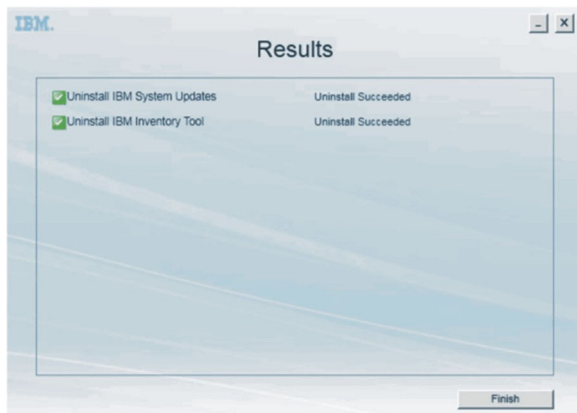 IBM.
Results
Uninstall IBM System Updates Uninstall Succeeded
Uninstall IBM Inventory Tool Uninstall Succeeded
Finish